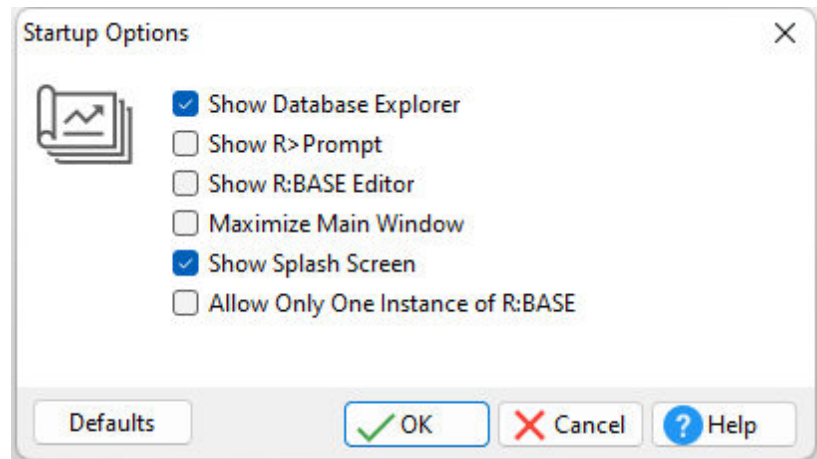 Startup Options
Show Database Explorer
Show R>Prompt
Show R:BASE Editor
Maximize Main Window
Show Splash Screen
Allow Only One Instance of R:BASE
Defaults
OK
Cancel
? Help